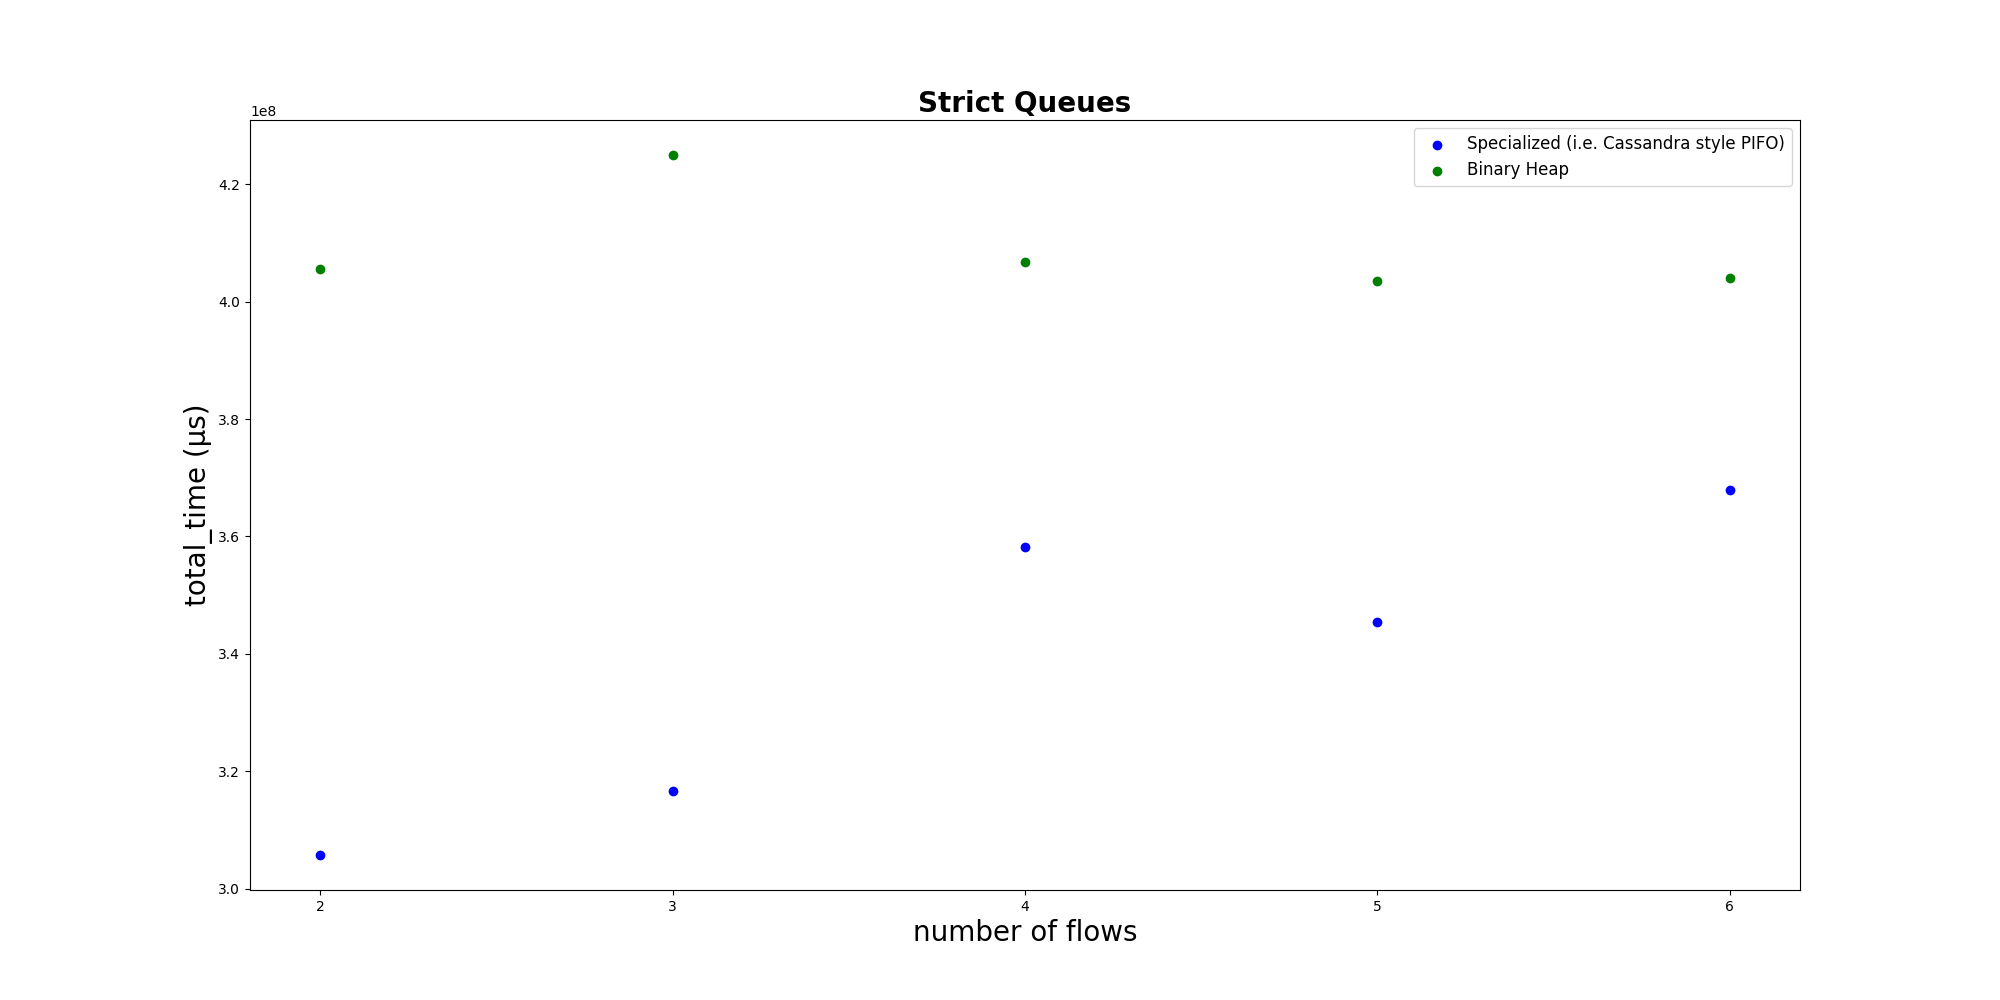 Strict Queues
1e8
Specialized (i.e. Cassandra style PIFO)
Binary Heap
4.2
4.0
3.8
3.6
3.4
3.2
3.0
total_time (µs)
2 3 4 5 6
number of flows